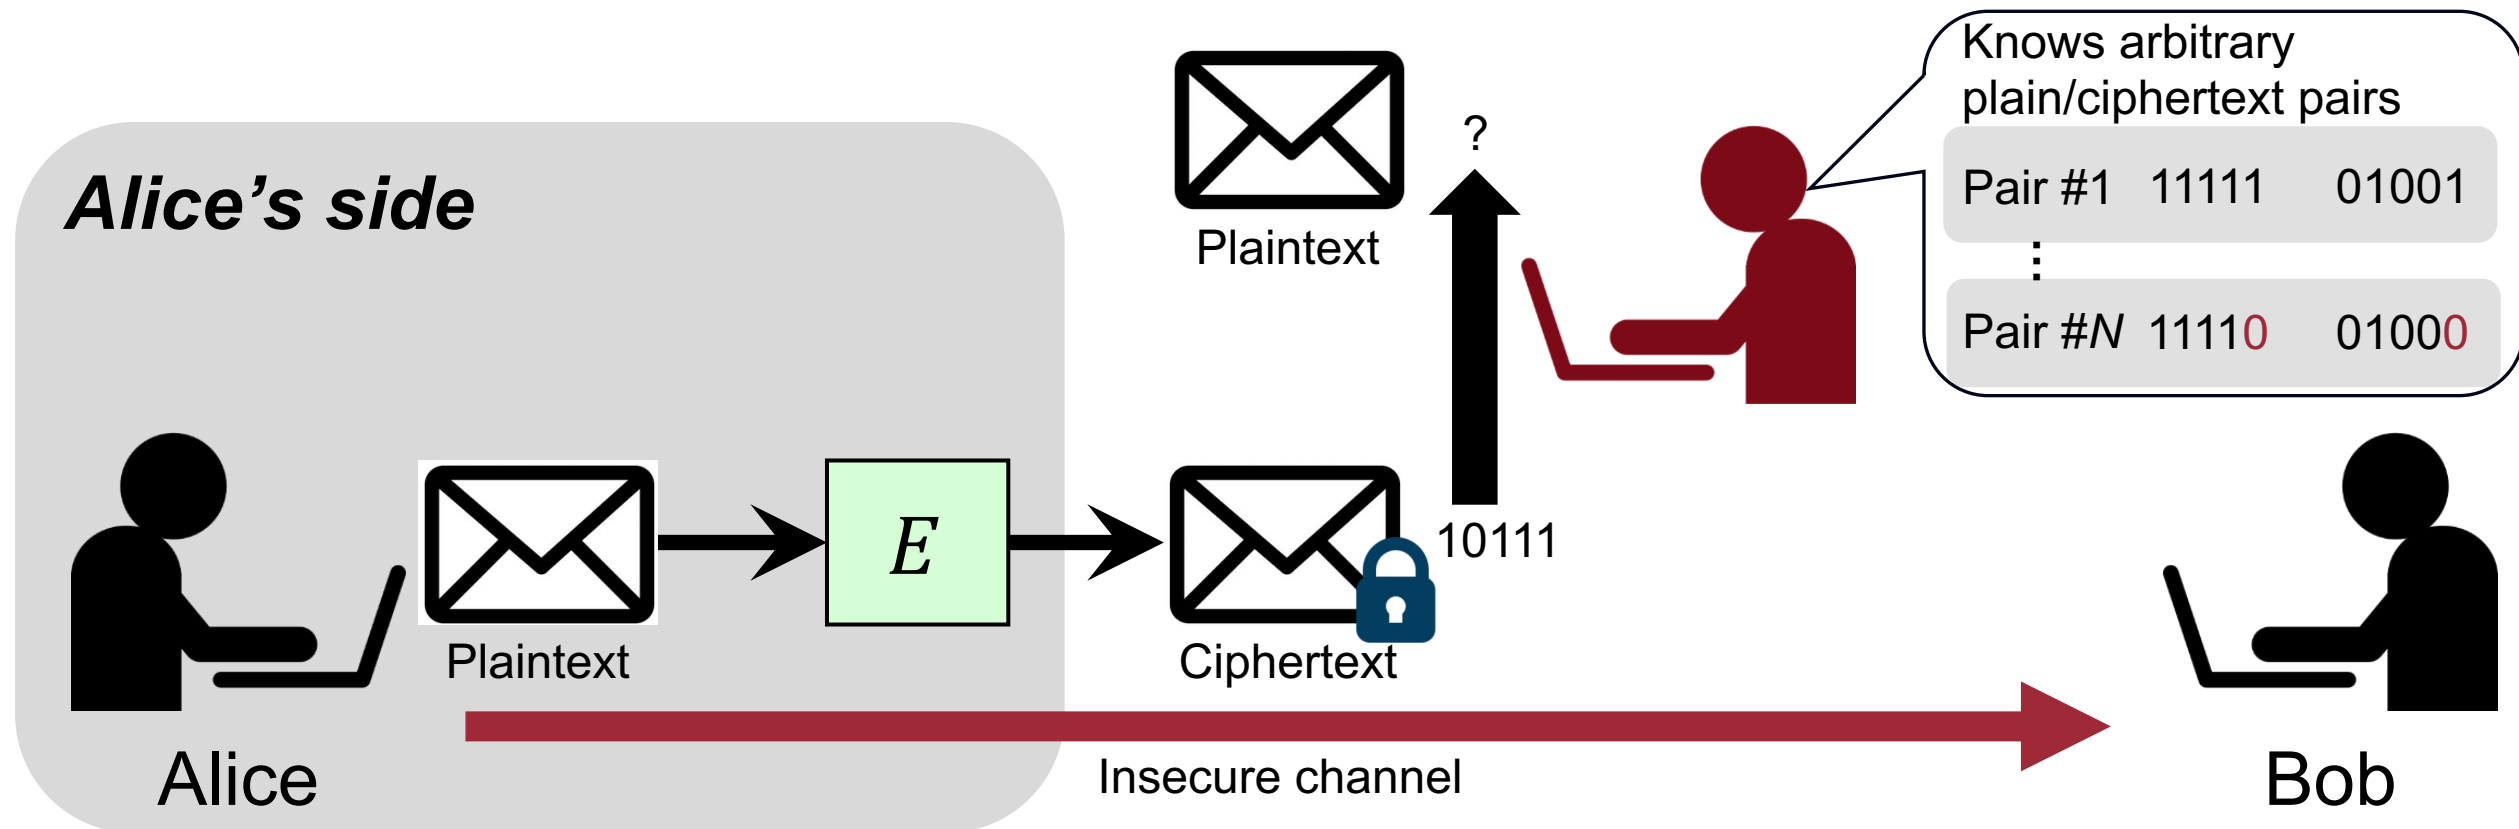 Knows arbitrary
plain/ciphertext pairs
Pair #1 11111 01001
⋮
Pair #N 11110 01000
?
Alice’s side
Plaintext
E
10111
Plaintext
Ciphertext
Insecure channel
Alice
Bob